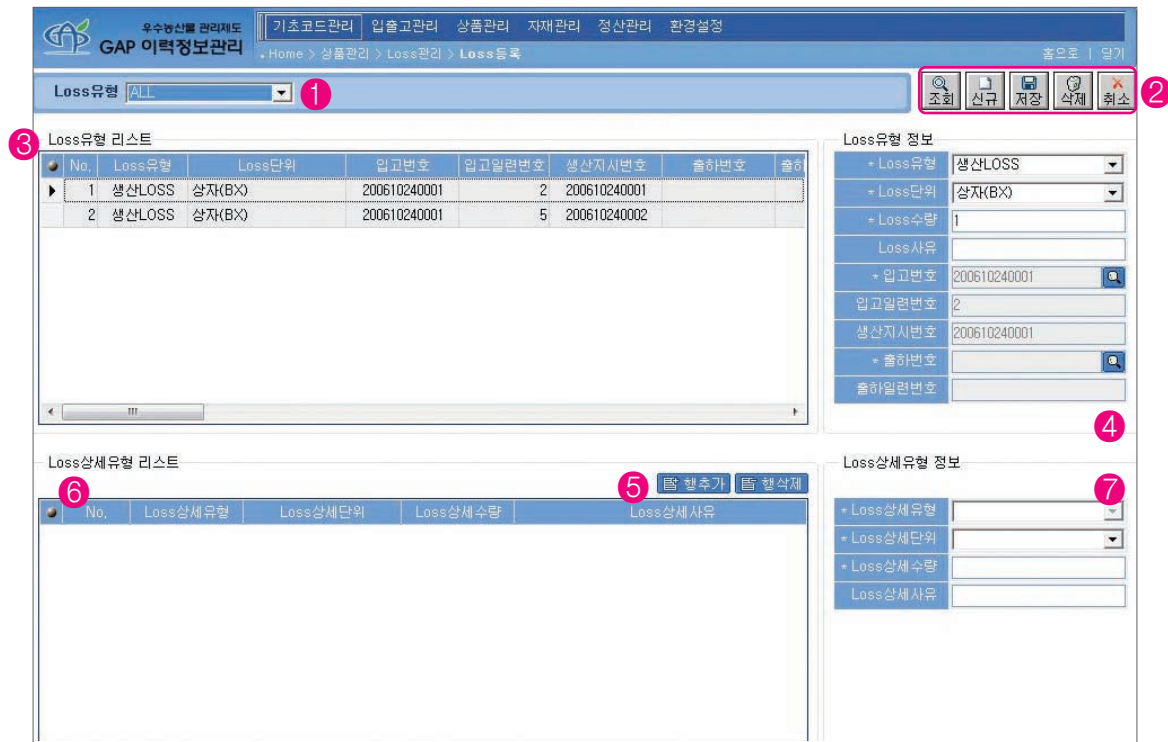 우수농산물 관리제도
GAP 이력정보관리
기초코드관리 입출고관리 상품관리 자재관리 정산관리 환경설정
Home > 상품관리 > Loss관리 > Loss등록
홈으로 | 닫기
Loss유형 ALL 1
조회 신규 저장 삭제 취소 2
3 Loss유형 리스트
No. Loss유형 Loss단위 입고번호 입고일련번호 생산지시번호 출하번호 출하
1 생산LOSS 상자(BX) 200610240001 2 200610240001
2 생산LOSS 상자(BX) 200610240001 5 200610240002
Loss유형 정보
* Loss유형 생산LOSS
* Loss단위 상자(BX)
* Loss수량 1
Loss사유
* 입고번호 200610240001
입고일련번호 2
생산지시번호 200610240001
* 출하번호
출하일련번호
4
Loss상세유형 리스트
5 행추가 행삭제
6
No. Loss상세유형 Loss상세단위 Loss상세수량 Loss상세사유
Loss상세유형 정보
7
* Loss상세유형
* Loss상세단위
* Loss상세수량
Loss상세사유